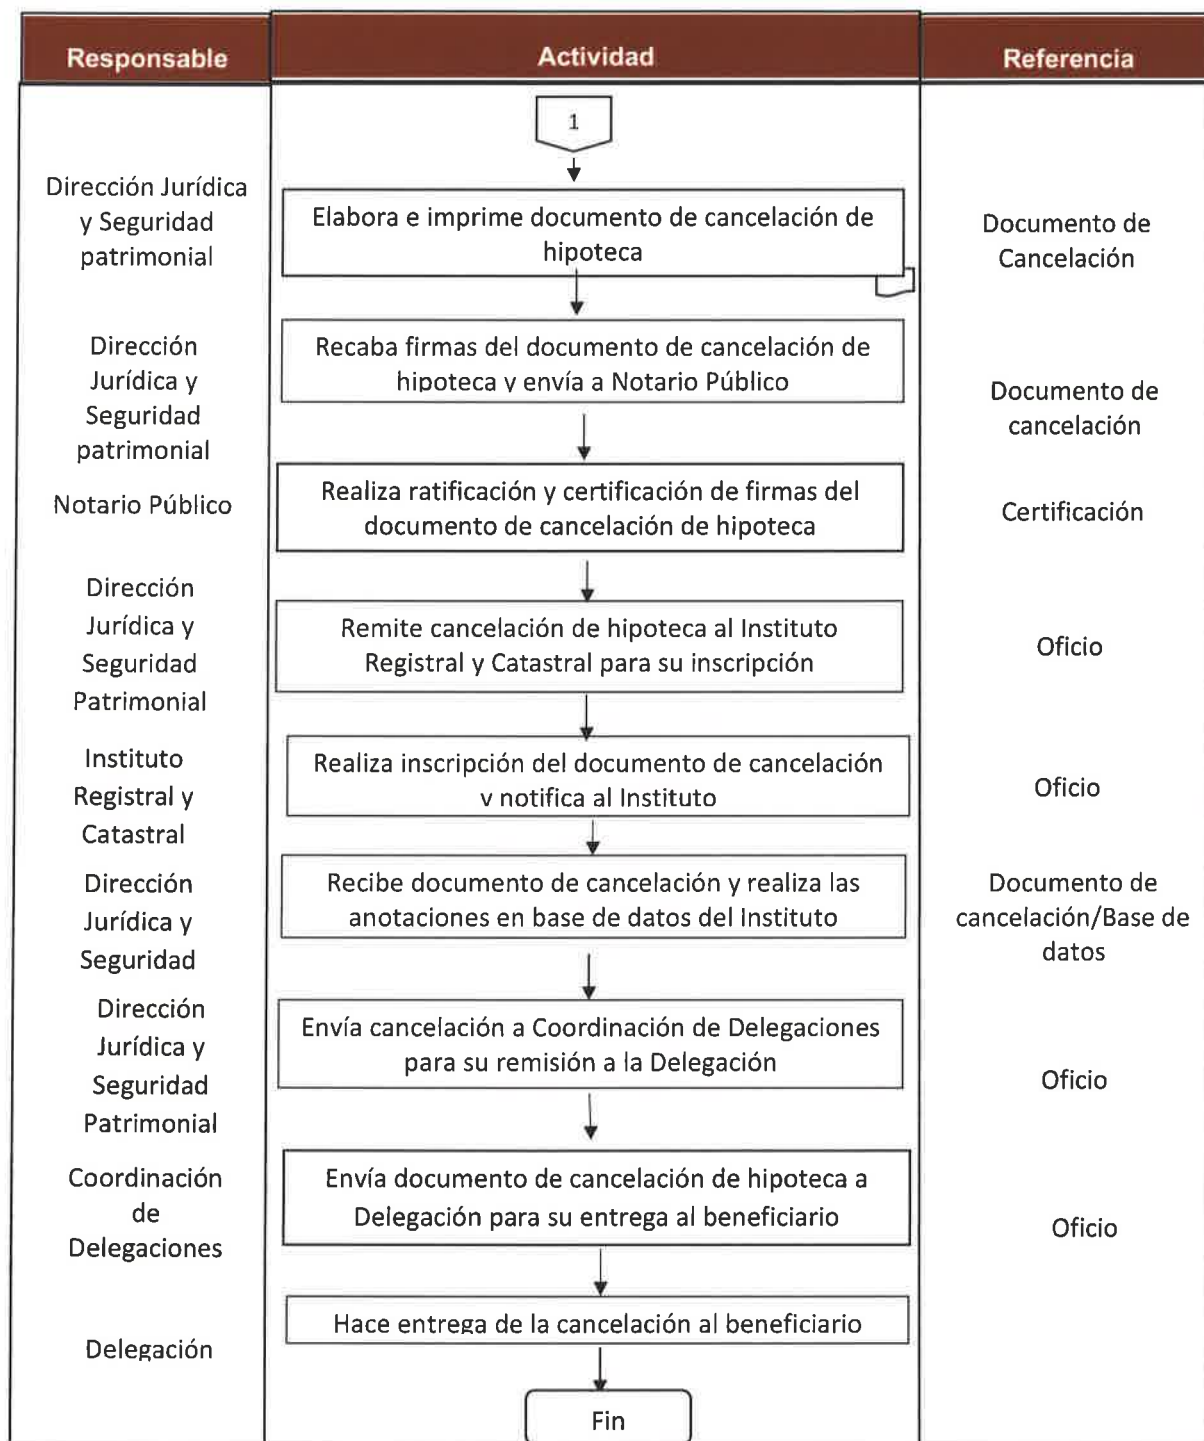 Responsable
Actividad
Referencia
1
Dirección Jurídica
y Seguridad
patrimonial
Elabora e imprime documento de cancelación de
hipoteca
Documento de
Cancelación
Dirección
Jurídica y
Seguridad
patrimonial
Recaba firmas del documento de cancelación de
hipoteca y envía a Notario Público
Documento de
cancelación
Notario Público
Realiza ratificación y certificación de firmas del
documento de cancelación de hipoteca
Certificación
Dirección
Jurídica y
Seguridad
Patrimonial
Remite cancelación de hipoteca al Instituto
Registral y Catastral para su inscripción
Oficio
Instituto
Registral y
Catastral
Realiza inscripción del documento de cancelación
y notifica al Instituto
Oficio
Dirección
Jurídica y
Seguridad
Recibe documento de cancelación y realiza las
anotaciones en base de datos del Instituto
Documento de
cancelación/Base de
datos
Dirección
Jurídica y
Seguridad
Patrimonial
Envía cancelación a Coordinación de Delegaciones
para su remisión a la Delegación
Oficio
Coordinación
de
Delegaciones
Envía documento de cancelación de hipoteca a
Delegación para su entrega al beneficiario
Oficio
Delegación
Hace entrega de la cancelación al beneficiario
Fin